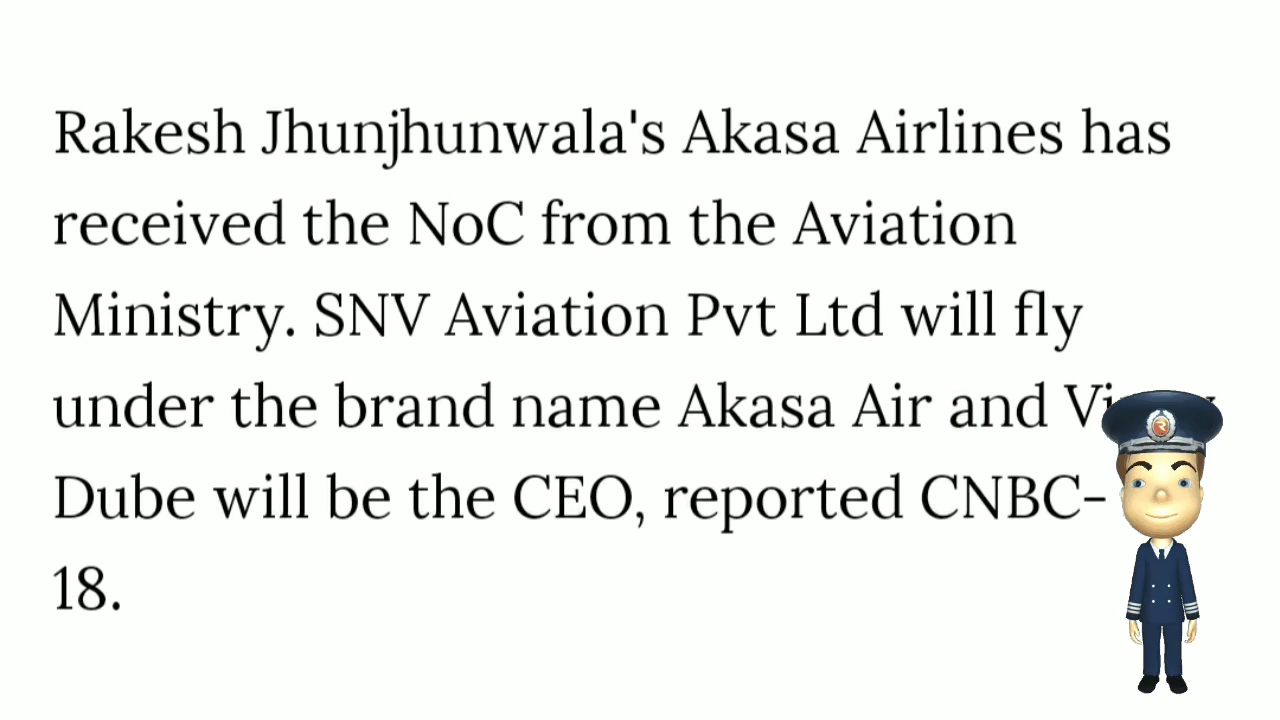 Rakesh Jhunjhunwala's Akasa Airlines has
received the NoC from the Aviation
Ministry. SNV Aviation Pvt Ltd will fly
under the brand name Akasa Air and
Dube will be the CEO, reported CNBC-
18.